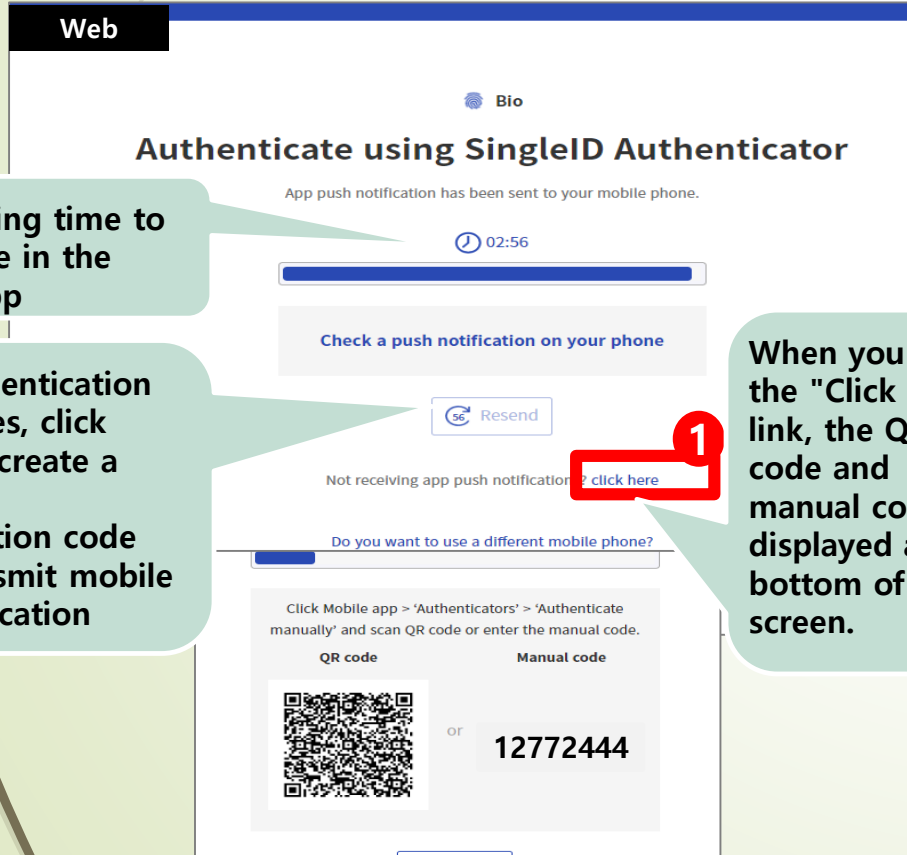 Web
Bio
Authenticate using SingleID Authenticator
App push notification has been sent to your mobile phone.
02:56
ing time to
e in the
p
Check a push notification on your phone
entication
es, click
create a
tion code
smit mobile
ication
56 Resend
1
Not receiving app push notification ? click here
Do you want to use a different mobile phone?
When you
the "Click
link, the Q
code and
manual co
displayed a
bottom of
screen.
Click Mobile app > ‘Authenticators’ > ‘Authenticate
manually’ and scan QR code or enter the manual code.
QR code
Manual code
or
12772444